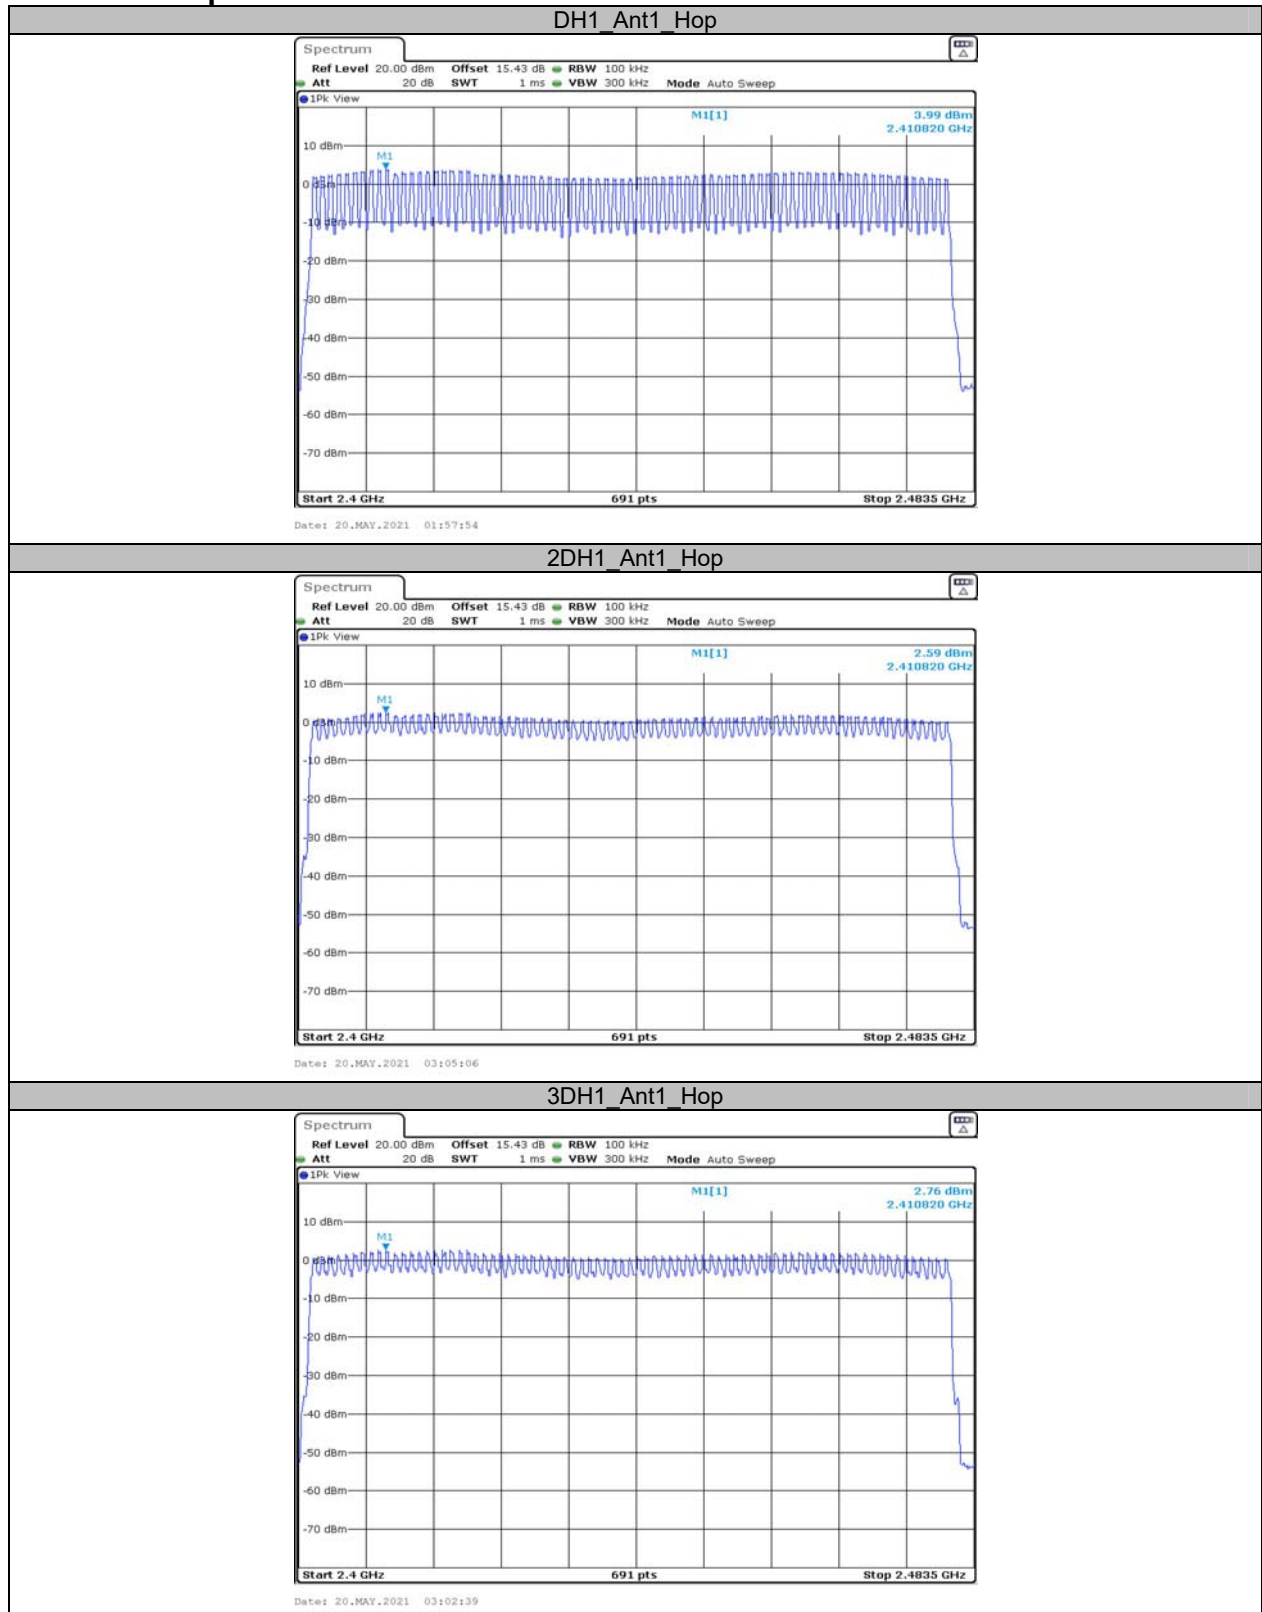 DH1_Ant1_Hop
Spectrum
Ref Level 20.00 dBm Offset 15.43 dB RBW 100 kHz
Att 20 dB SWT 1 ms VBW 300 kHz Mode Auto Sweep
1Pk View
M1[1] 3.99 dBm
2.410820 GHz
10 dBm
M1
0 dBm
-10 dBm
-20 dBm
-30 dBm
-40 dBm
-50 dBm
-60 dBm
-70 dBm
Start 2.4 GHz 691 pts Stop 2.4835 GHz
Date: 20.MAY.2021 01:57:54
2DH1_Ant1_Hop
Spectrum
Ref Level 20.00 dBm Offset 15.43 dB RBW 100 kHz
Att 20 dB SWT 1 ms VBW 300 kHz Mode Auto Sweep
1Pk View
M1[1] 2.59 dBm
2.410820 GHz
10 dBm
M1
0 dBm
-10 dBm
-20 dBm
-30 dBm
-40 dBm
-50 dBm
-60 dBm
-70 dBm
Start 2.4 GHz 691 pts Stop 2.4835 GHz
Date: 20.MAY.2021 03:05:06
3DH1_Ant1_Hop
Spectrum
Ref Level 20.00 dBm Offset 15.43 dB RBW 100 kHz
Att 20 dB SWT 1 ms VBW 300 kHz Mode Auto Sweep
1Pk View
M1[1] 2.76 dBm
2.410820 GHz
10 dBm
M1
0 dBm
-10 dBm
-20 dBm
-30 dBm
-40 dBm
-50 dBm
-60 dBm
-70 dBm
Start 2.4 GHz 691 pts Stop 2.4835 GHz
Date: 20.MAY.2021 03:02:39